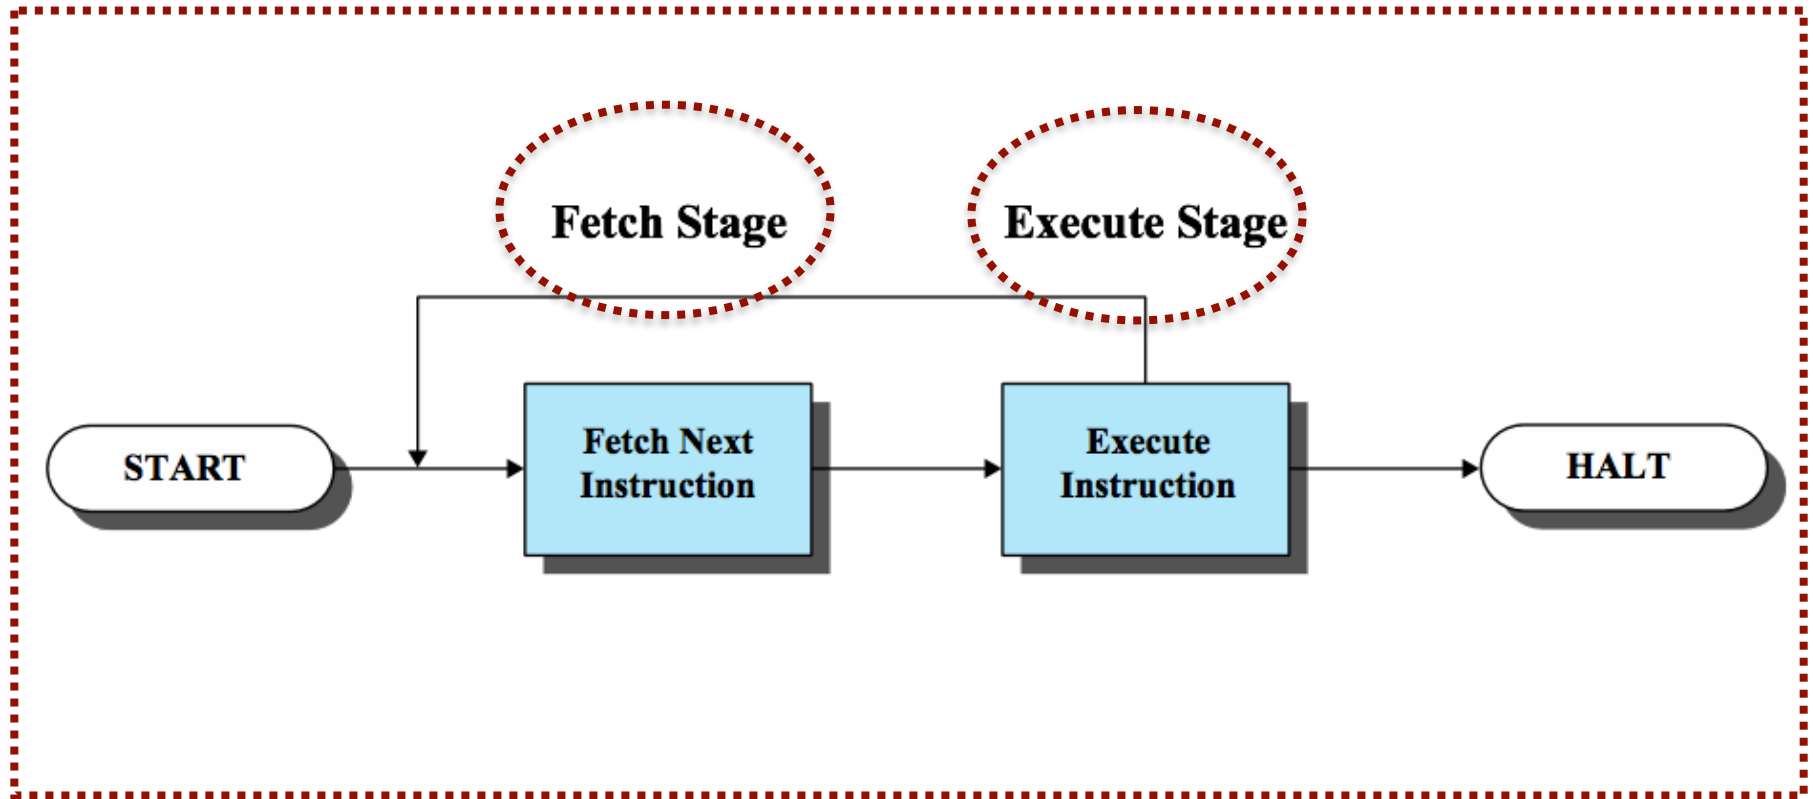 Fetch Stage
Execute Stage
START
Fetch Next
Instruction
Execute
Instruction
HALT